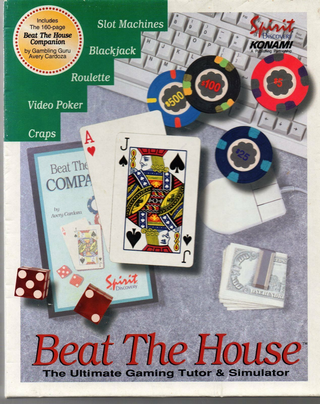 Includes
The 160-page
Beat The House
Companion
by Gambling Guru
Avery Cardoza
Slot Machines
Blackjack
Roulette
Video Poker
Craps
Spirit
Discoveries
KONAMI
$500
$100
$25
A
J
J
Beat The
COMPA
by
Avery Cardoza
Spirit
Discoveries
Beat The House
The Ultimate Gaming Tutor & Simulator